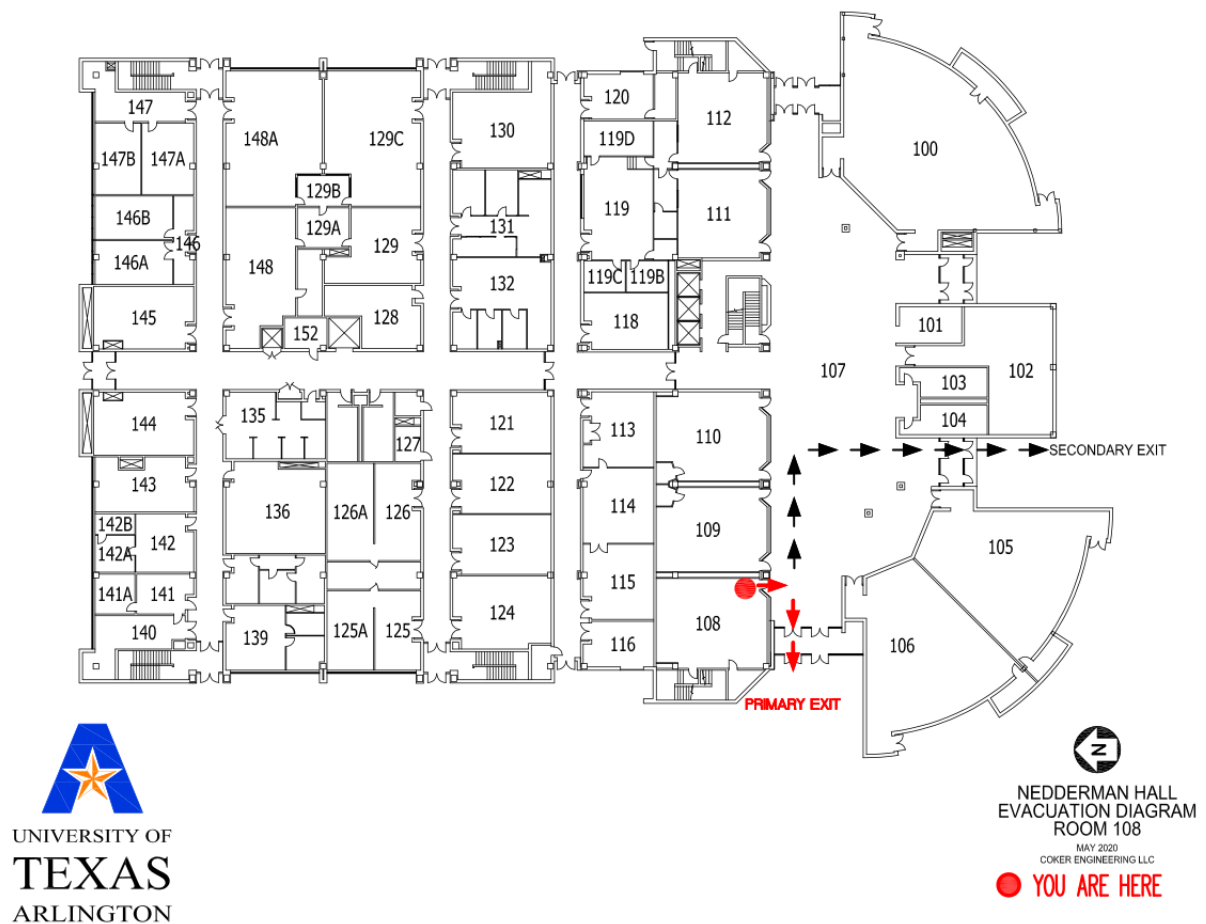 120
112
147
130
148A
129C
119D
100
147B
147A
129B
119
111
146B
129A
131
146
129
146A
148
119C
119B
132
145
128
118
101
152
107
102
103
104
144
135
127
121
113
110
SECONDARY EXIT
143
122
136
126A
126
114
109
142B
142
123
105
142A
115
141A
141
124
108
140
139
125A
125
116
106
PRIMARY EXIT
N
UNIVERSITY OF
TEXAS
ARLINGTON
NEDDERMAN HALL
EVACUATION DIAGRAM
ROOM 108
MAY 2020
COKER ENGINEERING LLC
YOU ARE HERE